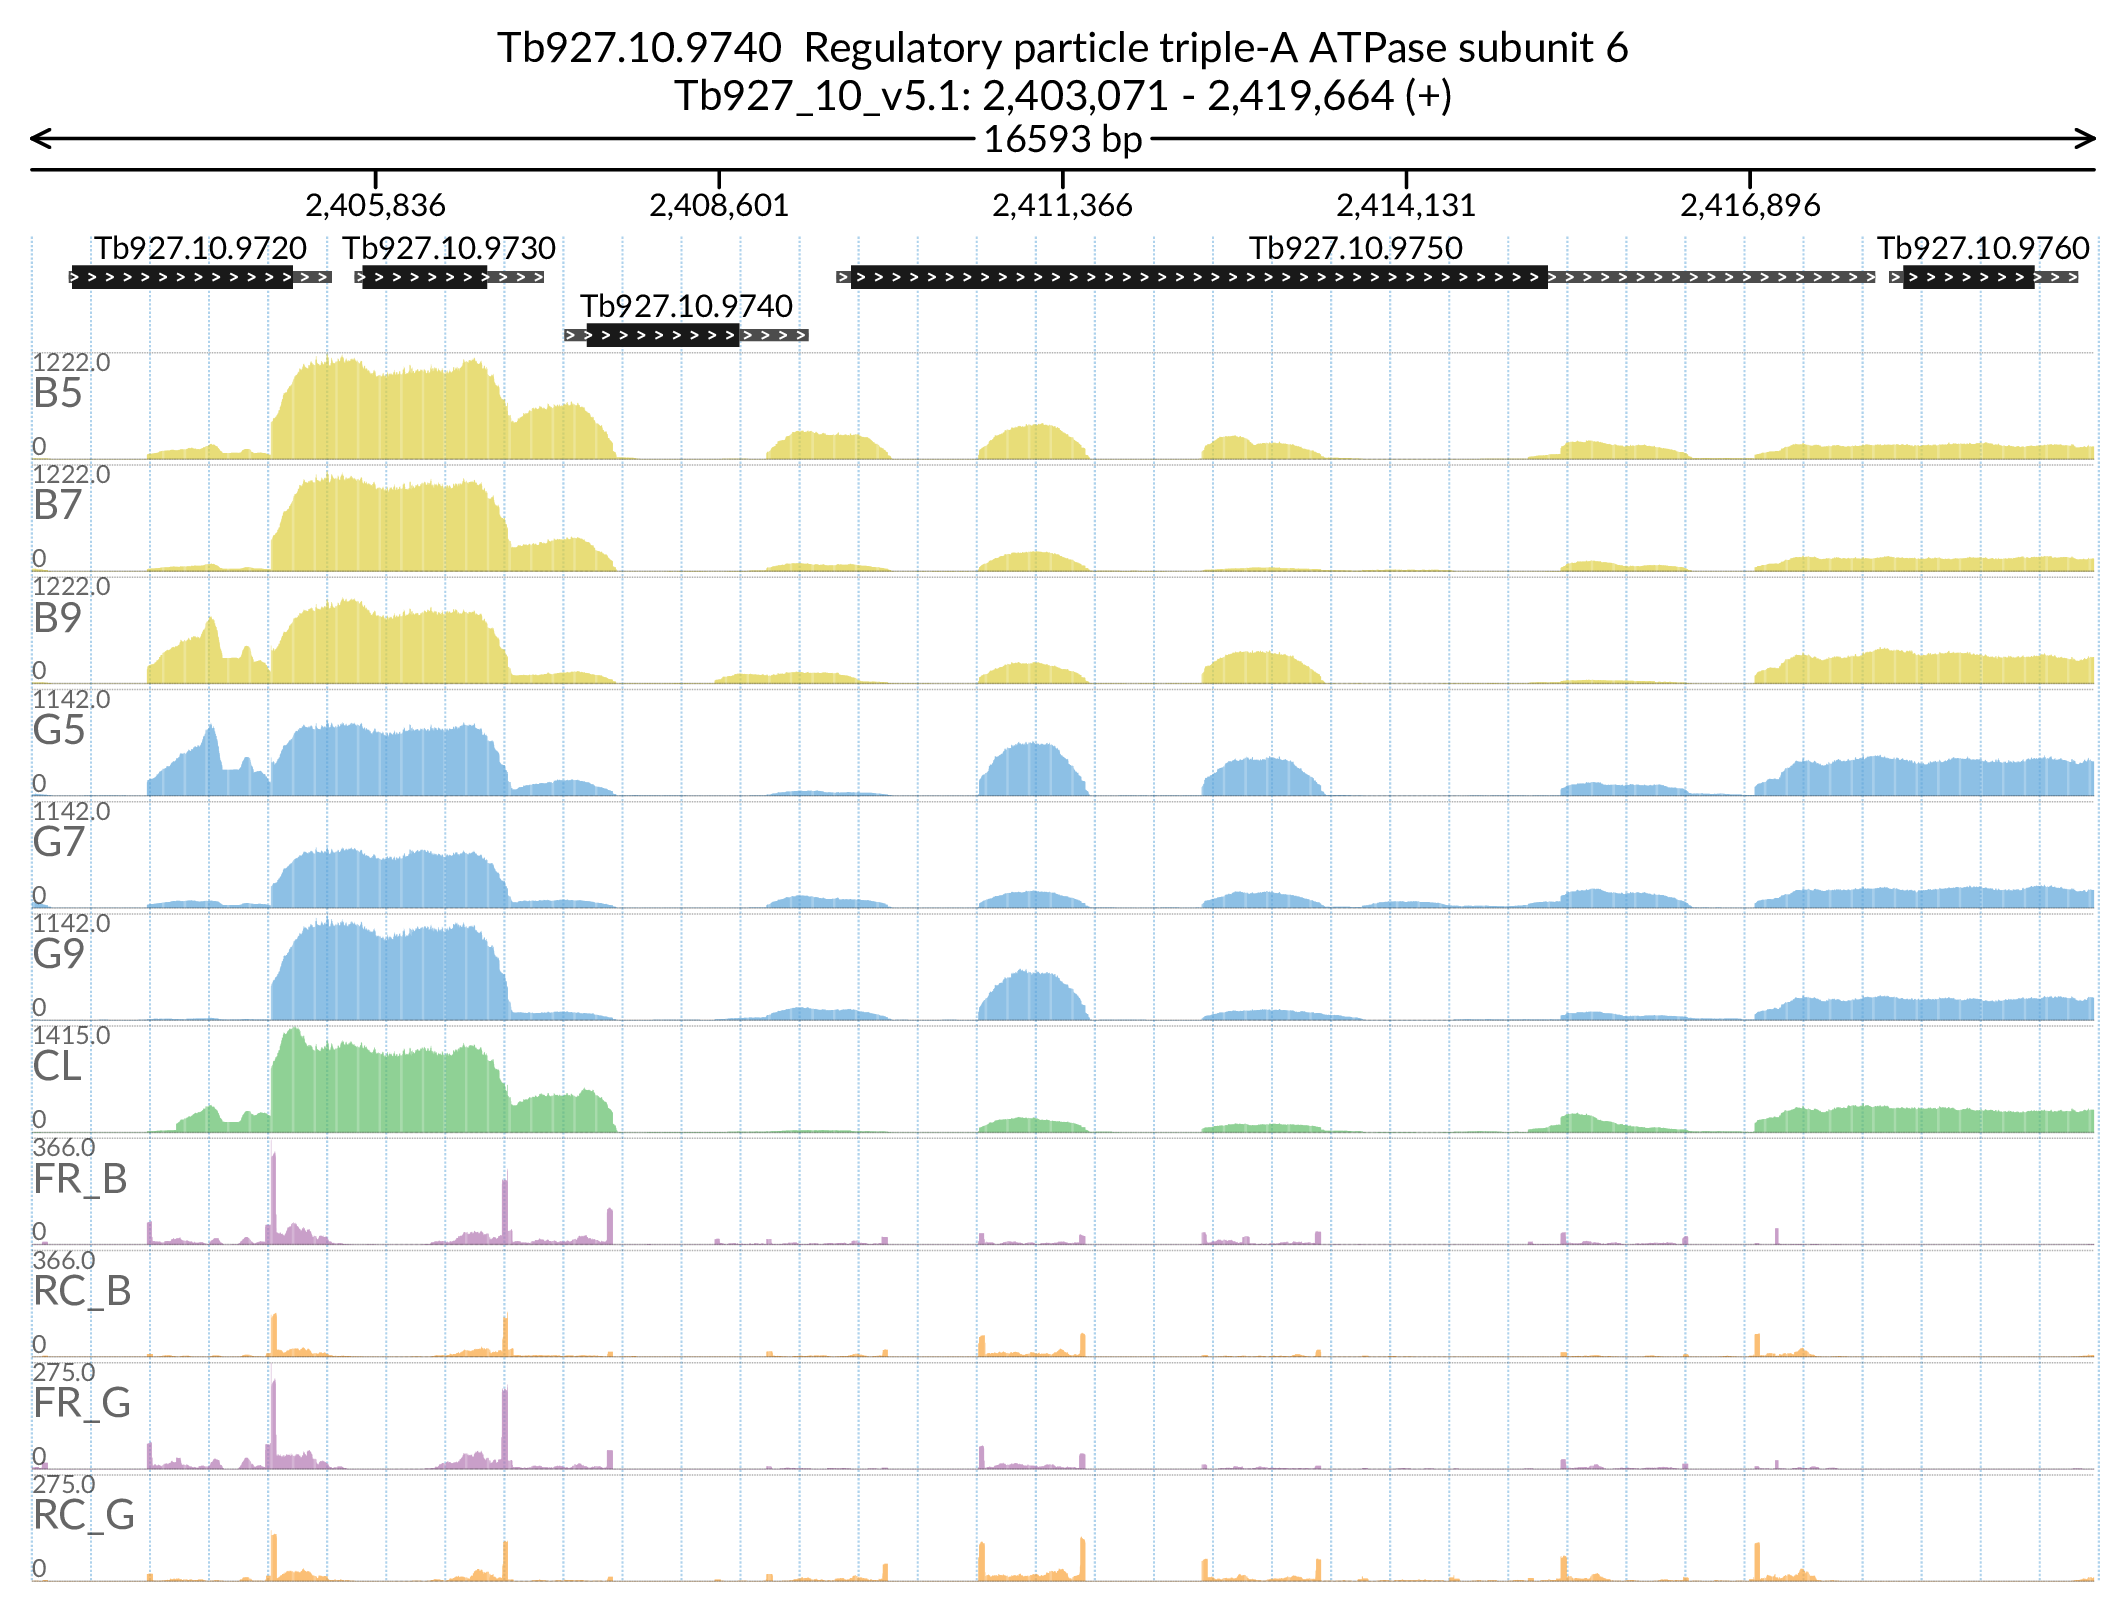 Tb927.10.9740  Regulatory particle triple-A ATPase subunit 6
Tb927_10_v5.1: 2,403,071 - 2,419,664 (+)
16593 bp
2,405,836 2,408,601 2,411,366 2,414,131 2,416,896
Tb927.10.9720 Tb927.10.9730 Tb927.10.9750 Tb927.10.9760
Tb927.10.9740
1222.0
B5
0
1222.0
B7
0
1222.0
B9
0
1142.0
G5
0
1142.0
G7
0
1142.0
G9
0
1415.0
CL
0
366.0
FR_B
0
366.0
RC_B
0
275.0
FR_G
0
275.0
RC_G
0